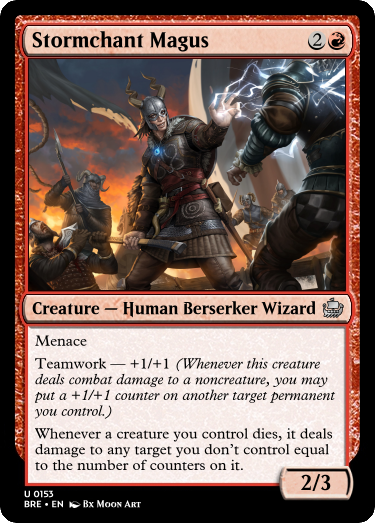 Stormchant Magus 2
Creature — Human Berserker Wizard
Menace
Teamwork — +1/+1 (Whenever this creature
deals combat damage to a noncreature, you may
put a +1/+1 counter on another target permanent
you control.)
Whenever a creature you control dies, it deals
damage to any target you don't control equal
to the number of counters on it.
2/3
U 0153
BRE • EN Bx Moon Art